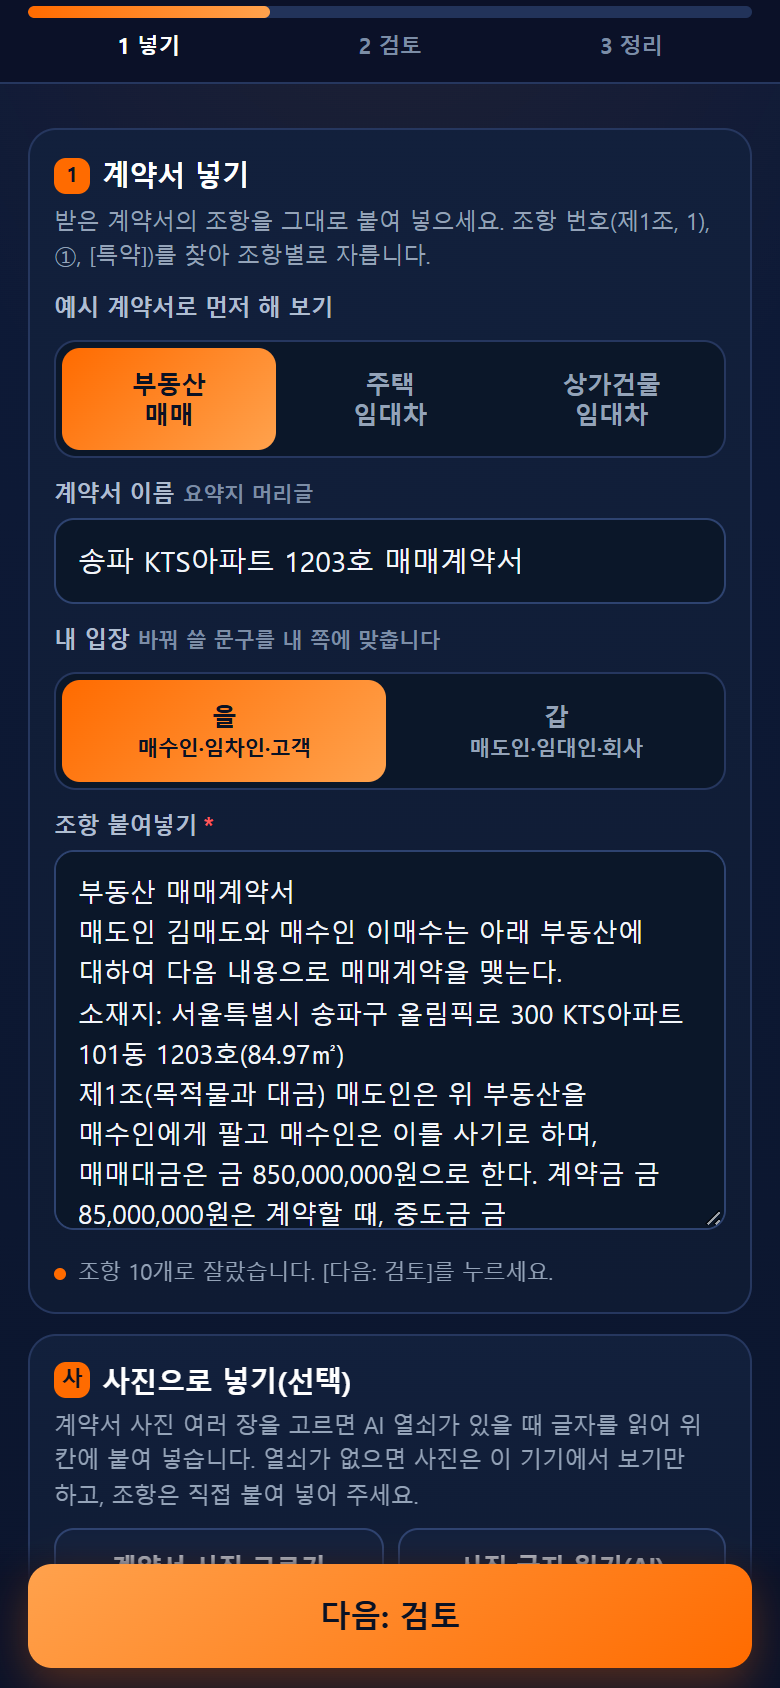 1 넣기
2 검토
3 정리
1 계약서 넣기
받은 계약서의 조항을 그대로 붙여 넣으세요. 조항 번호(제1조, 1),
①, [특약])를 찾아 조항별로 자릅니다.
예시 계약서로 먼저 해 보기
부동산
매매
주택
임대차
상가건물
임대차
계약서 이름 요약지 머리글
송파 KTS아파트 1203호 매매계약서
내 입장 바꿔 쓸 문구를 내 쪽에 맞춥니다
을
매수인·임차인·고객
갑
매도인·임대인·회사
조항 붙여넣기 *
부동산 매매계약서
매도인 김매도와 매수인 이매수는 아래 부동산에
대하여 다음 내용으로 매매계약을 맺는다.
소재지: 서울특별시 송파구 올림픽로 300 KTS아파트
101동 1203호(84.97㎡)
제1조(목적물과 대금) 매도인은 위 부동산을
매수인에게 팔고 매수인은 이를 사기로 하며,
매매대금은 금 850,000,000원으로 한다. 계약금 금
85,000,000원은 계약할 때, 중도금 금
조항 10개로 잘랐습니다. [다음: 검토]를 누르세요.
사 사진으로 넣기(선택)
계약서 사진 여러 장을 고르면 AI 열쇠가 있을 때 글자를 읽어 위
칸에 붙여 넣습니다. 열쇠가 없으면 사진은 이 기기에서 보기만
하고, 조항은 직접 붙여 넣어 주세요.
다음: 검토